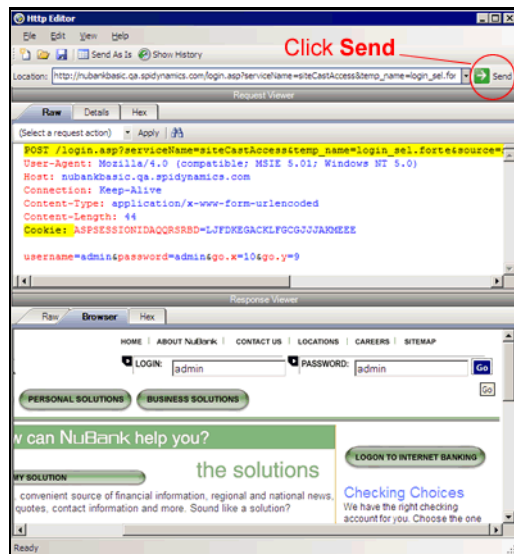 Http Editor
File Edit View Help
Send As Is Show History
Click Send
Location: http://nubankbasic.qa.spidynamics.com/login.asp?serviceName=siteCastAccess&temp_name=login_sel.for Send
Request Viewer
Raw Details Hex
(Select a request action) Apply
POST /login.asp?serviceName=siteCastAccess&temp_name=login_sel.forte&source=
User-Agent: Mozilla/4.0 (compatible; MSIE 5.01; Windows NT 5.0)
Host: nubankbasic.qa.spidynamics.com
Connection: Keep-Alive
Content-Type: application/x-www-form-urlencoded
Content-Length: 44
Cookie: ASPSESSIONIDAQQRSRBD=LJFDKEGACKLFGCGJJJAKMEEE
username=admin&password=admin&go.x=10&go.y=9
Response Viewer
Raw Browser Hex
HOME | ABOUT NuBank | CONTACT US | LOCATIONS | CAREERS | SITEMAP
LOGIN: admin PASSWORD: admin Go
Go
PERSONAL SOLUTIONS BUSINESS SOLUTIONS
w can NuBank help you?
LOGON TO INTERNET BANKING
MY SOLUTION
the solutions
, convenient source of financial information, regional and national news,
quotes, contact information and more. Sound like a solution?
Checking Choices
We have the right checking
account for you. Choose the one
Ready